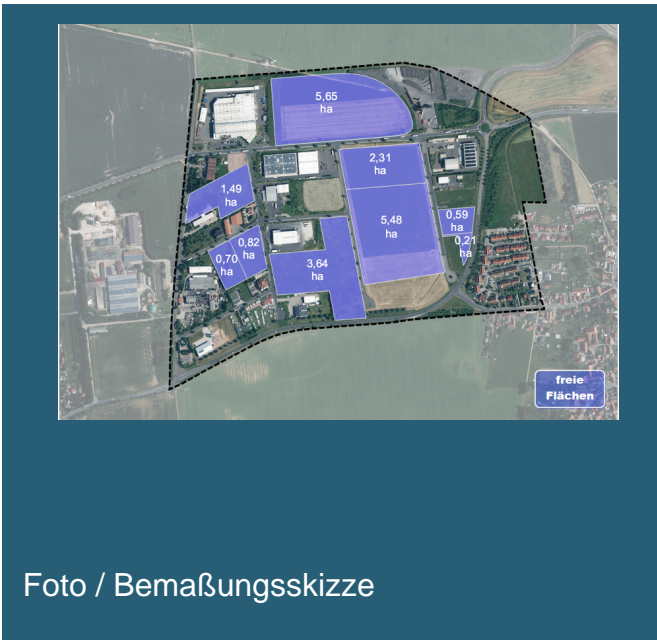 5,65
ha
2,31
1,49
ha
ha
5,48
ha
0,59
ha
0,82
ha
0,21
ha
0,70
ha
3,64
ha
freie
Flächen
Foto / Bemaßungsskizze